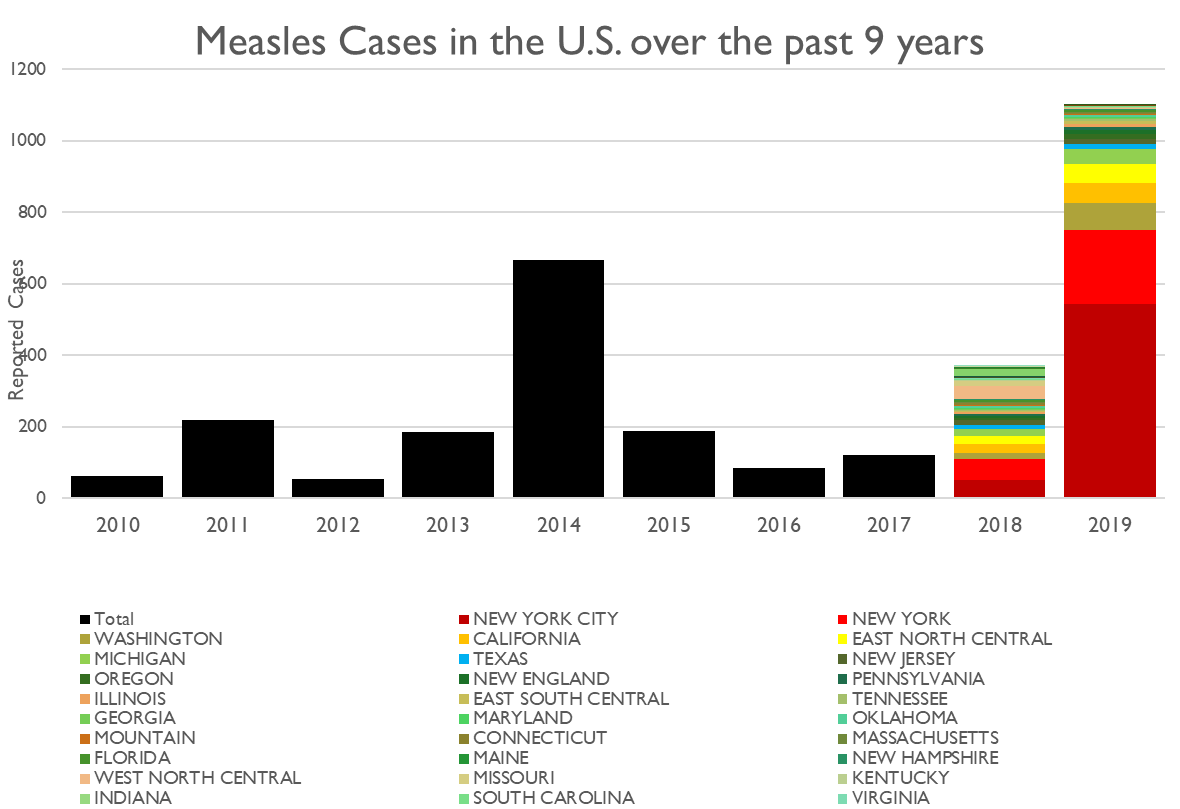 Measles Cases in the U.S. over the past 9 years
1200
1000
800
600
400
200
0
Reported Cases
2010 2011 2012 2013 2014 2015 2016 2017 2018 2019
Total NEW YORK CITY NEW YORK
WASHINGTON CALIFORNIA EAST NORTH CENTRAL
MICHIGAN TEXAS NEW JERSEY
OREGON NEW ENGLAND PENNSYLVANIA
ILLINOIS EAST SOUTH CENTRAL TENNESSEE
GEORGIA MARYLAND OKLAHOMA
MOUNTAIN CONNECTICUT MASSACHUSETTS
FLORIDA MAINE NEW HAMPSHIRE
WEST NORTH CENTRAL MISSOURI KENTUCKY
INDIANA SOUTH CAROLINA VIRGINIA